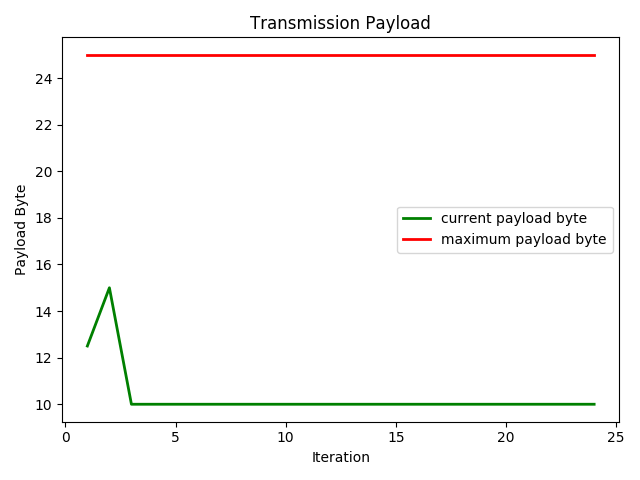 Transmission Payload
Payload Byte
24
22
20
18
16
14
12
10
current payload byte
maximum payload byte
0 5 10 15 20 25
Iteration